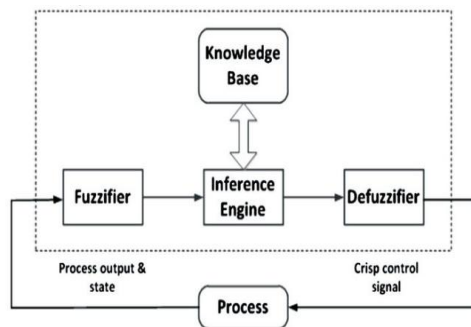 Knowledge
Base
Fuzzifier
Inference
Engine
Defuzzifier
Process output &
state
Crisp control
signal
Process